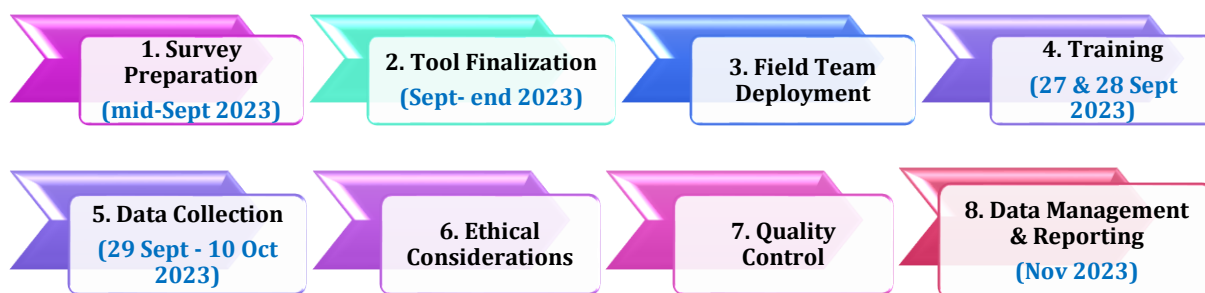 1. Survey
Preparation
(mid-Sept 2023)
2. Tool Finalization
(Sept- end 2023)
3. Field Team
Deployment
4. Training
(27 & 28 Sept
2023)
5. Data Collection
(29 Sept - 10 Oct
2023)
6. Ethical
Considerations
7. Quality
Control
8. Data Management
& Reporting
(Nov 2023)